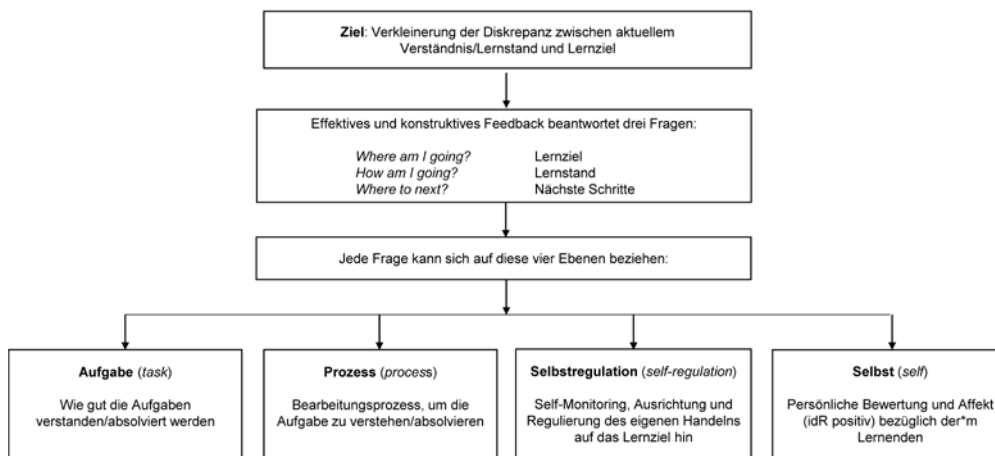 Ziel: Verkleinerung der Diskrepanz zwischen aktuellem
Verständnis/Lernstand und Lernziel
Effektives und konstruktives Feedback beantwortet drei Fragen:
Where am I going? Lernziel
How am I going? Lernstand
Where to next? Nächste Schritte
Jede Frage kann sich auf diese vier Ebenen beziehen:
Aufgabe (task)
Wie gut die Aufgaben
verstanden/absolviert werden
Prozess (process)
Bearbeitungsprozess, um die
Aufgabe zu verstehen/absolvieren
Selbstregulation (self-regulation)
Self-Monitoring, Ausrichtung und
Regulierung des eigenen Handelns
auf das Lernziel hin
Selbst (self)
Persönliche Bewertung und Affekt
(idR positiv) bezüglich der*m
Lernenden